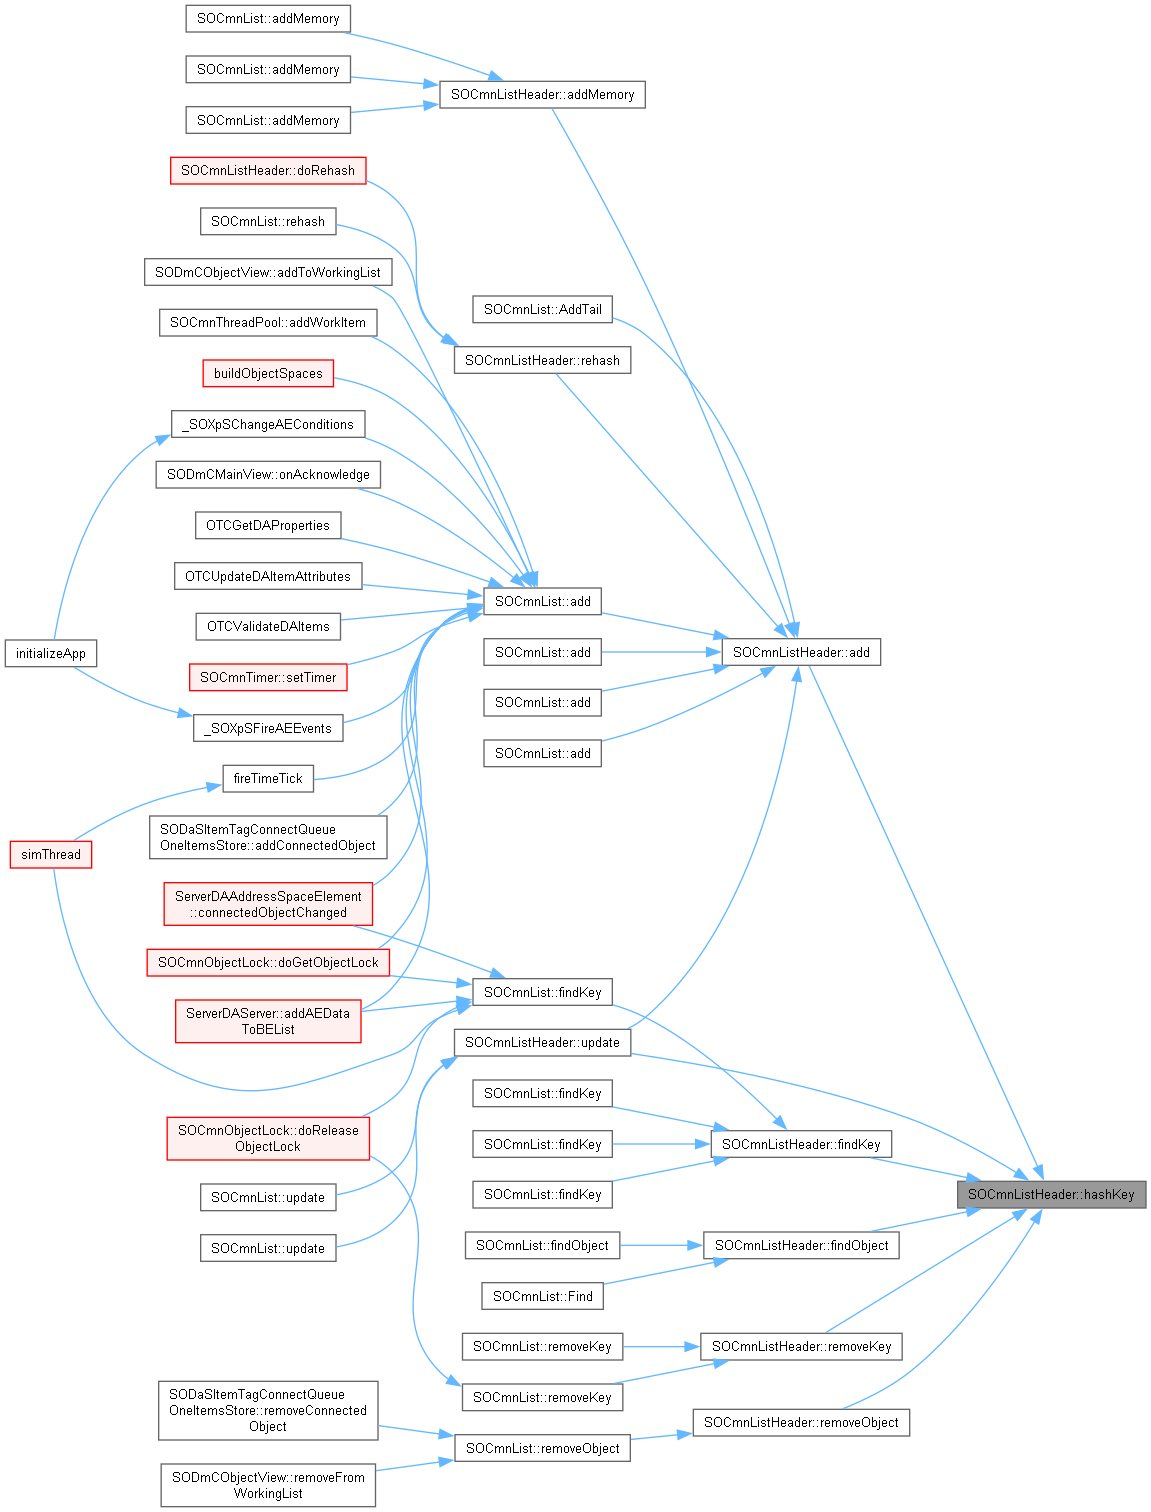 SOCmnList::addMemory
SOCmnList::addMemory
SOCmnListHeader::addMemory
SOCmnList::addMemory
SOCmnListHeader::doRehash
SOCmnList::rehash
SODmCObjectView::addToWorkingList
SOCmnList::AddTail
SOCmnThreadPool::addWorkItem
SOCmnListHeader::rehash
buildObjectSpaces
_SOXpSChangeAEConditions
SODmCMainView::onAcknowledge
OTCGetDAProperties
OTCUpdateDAItemAttributes
SOCmnList::add
OTCValidateDAItems
initializeApp
SOCmnList::add
SOCmnListHeader::add
SOCmnTimer::setTimer
SOCmnList::add
_SOXpSFireAEEvents
SOCmnList::add
fireTimeTick
SODaSItemTagConnectQueue
OneItemsStore::addConnectedObject
simThread
ServerDAAddressSpaceElement
::connectedObjectChanged
SOCmnObjectLock::doGetObjectLock
SOCmnList::findKey
ServerDAServer::addAEData
ToBEList
SOCmnListHeader::update
SOCmnList::findKey
SOCmnObjectLock::doRelease
ObjectLock
SOCmnList::findKey
SOCmnListHeader::findKey
SOCmnList::update
SOCmnList::findKey
SOCmnListHeader::hashKey
SOCmnList::update
SOCmnList::findObject
SOCmnListHeader::findObject
SOCmnList::Find
SOCmnList::removeKey
SOCmnListHeader::removeKey
SOCmnList::removeKey
SODaSItemTagConnectQueue
OneItemsStore::removeConnected
Object
SOCmnListHeader::removeObject
SOCmnList::removeObject
SODmCObjectView::removeFrom
WorkingList